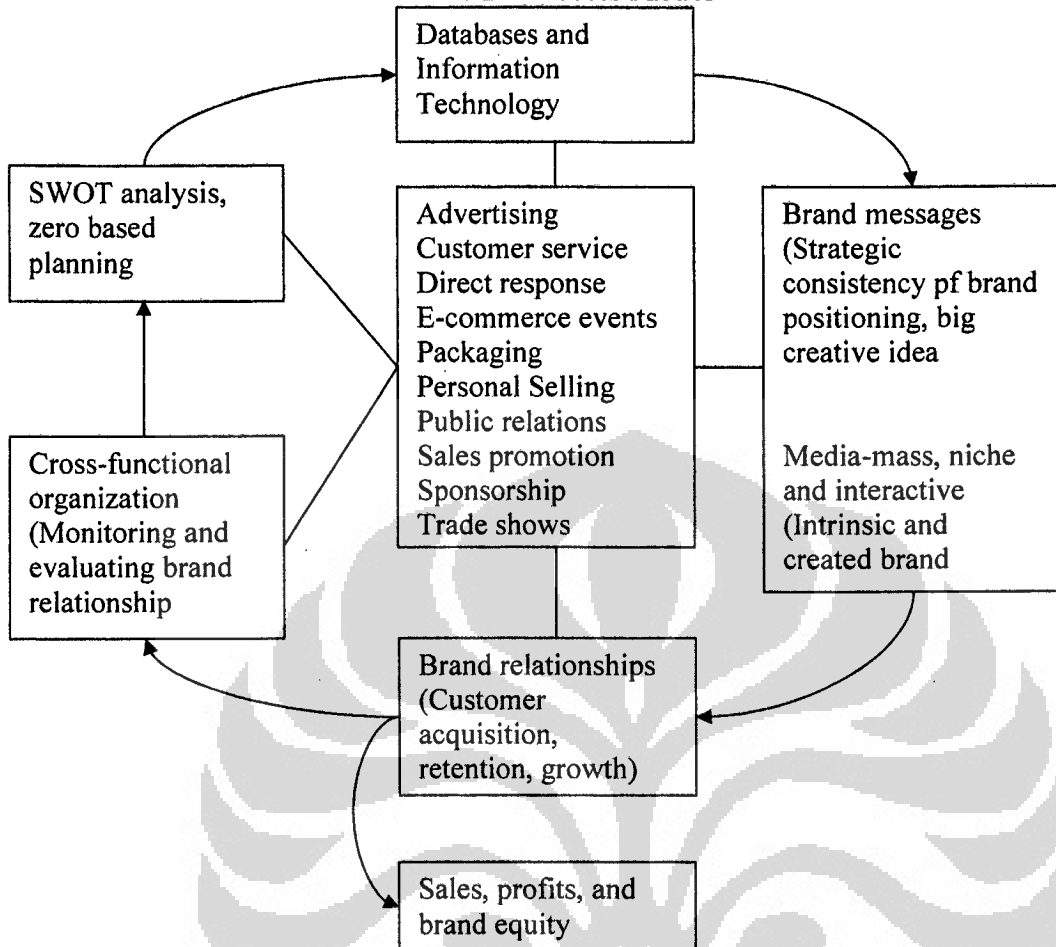 Databases and
Information
Technology
SWOT analysis,
zero based
planning
Advertising
Customer service
Direct response
E-commerce events
Packaging
Personal Selling
Public relations
Sales promotion
Sponsorship
Trade shows
Brand messages
(Strategic
consistency pf brand
positioning, big
creative idea
Media-mass, niche
and interactive
(Intrinsic and
created brand
Cross-functional
organization
(Monitoring and
evaluating brand
relationship
Brand relationships
(Customer
acquisition,
retention, growth)
Sales, profits, and
brand equity